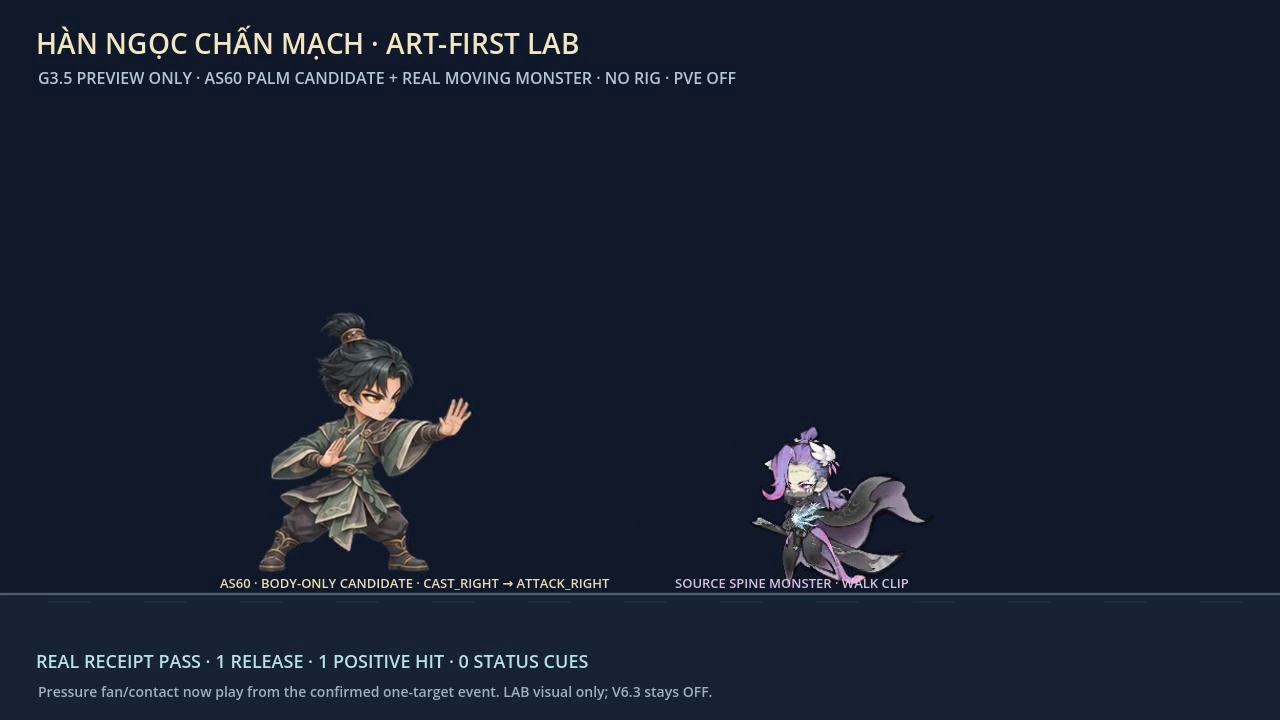 HÀN NGỌC CHẤN MẠCH · ART-FIRST LAB
G3.5 PREVIEW ONLY · AS60 PALM CANDIDATE + REAL MOVING MONSTER · NO RIG · PVE OFF
AS60 · BODY-ONLY CANDIDATE · CAST_RIGHT → ATTACK_RIGHT
SOURCE SPINE MONSTER · WALK CLIP
REAL RECEIPT PASS · 1 RELEASE · 1 POSITIVE HIT · 0 STATUS CUES
Pressure fan/contact now play from the confirmed one-target event. LAB visual only; V6.3 stays OFF.